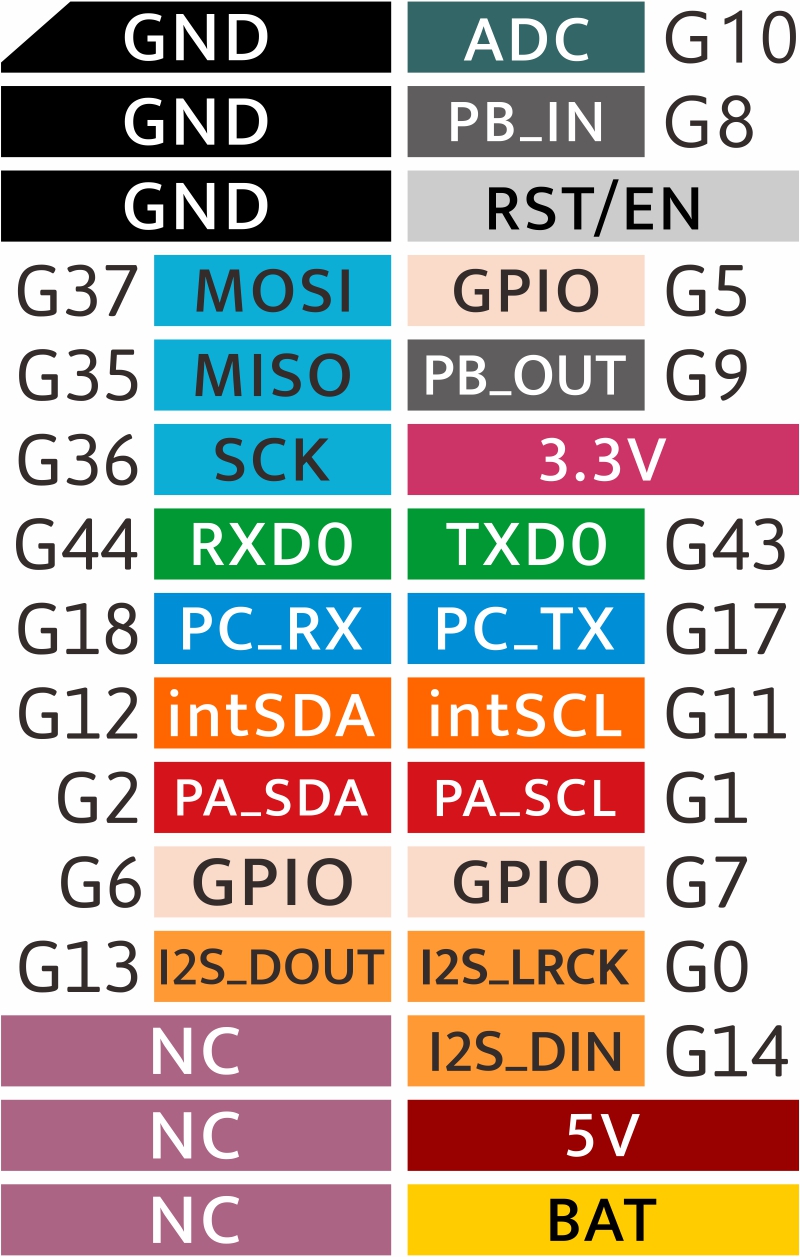 GND ADC G10
GND PB_IN G8
GND RST/EN
G37 MOSI GPIO G5
G35 MISO PB_OUT G9
G36 SCK 3.3V
G44 RXD0 TXD0 G43
G18 PC_RX PC_TX G17
G12 intSDA intSCL G11
G2 PA_SDA PA_SCL G1
G6 GPIO GPIO G7
G13 I2S_DOUT I2S_LRCK G0
NC I2S_DIN G14
NC 5V
NC BAT